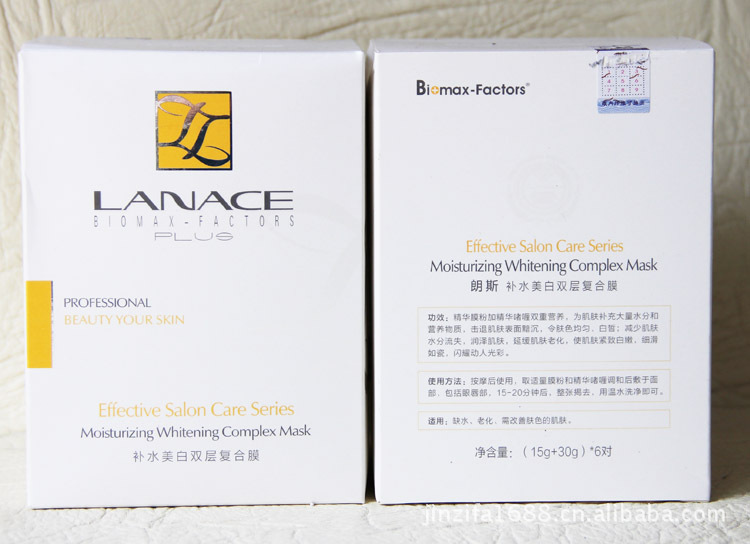 LANACE
BIOMAX-FACTORS
PLUS
PROFESSIONAL
BEAUTY YOUR SKIN
Effective Salon Care Series
Moisturizing Whitening Complex Mask
补水美白双层复合膜
Biomax-Factors®
Effective Salon Care Series
Moisturizing Whitening Complex Mask
朗斯 补水美白双层复合膜
功效：精华膜粉加精华啫喱双重营养，为肌肤补充大量水分和
营养物质，击退肌肤表面黯沉，令肤色均匀，白皙；减少肌肤
水分流失，润泽肌肤，延缓肌肤老化，使肌肤紧致白嫩，细滑
如瓷，闪耀动人光彩。
使用方法：按摩后使用，取适量膜粉和精华啫喱调和后敷于面
部，包括眼唇部，15-20分钟后，整张揭去，用温水洗净即可。
适用：缺水、老化、需改善肤色的肌肤。
净含量：（15g+30g）*6对
jinzifa1688.cn.alibaba.com